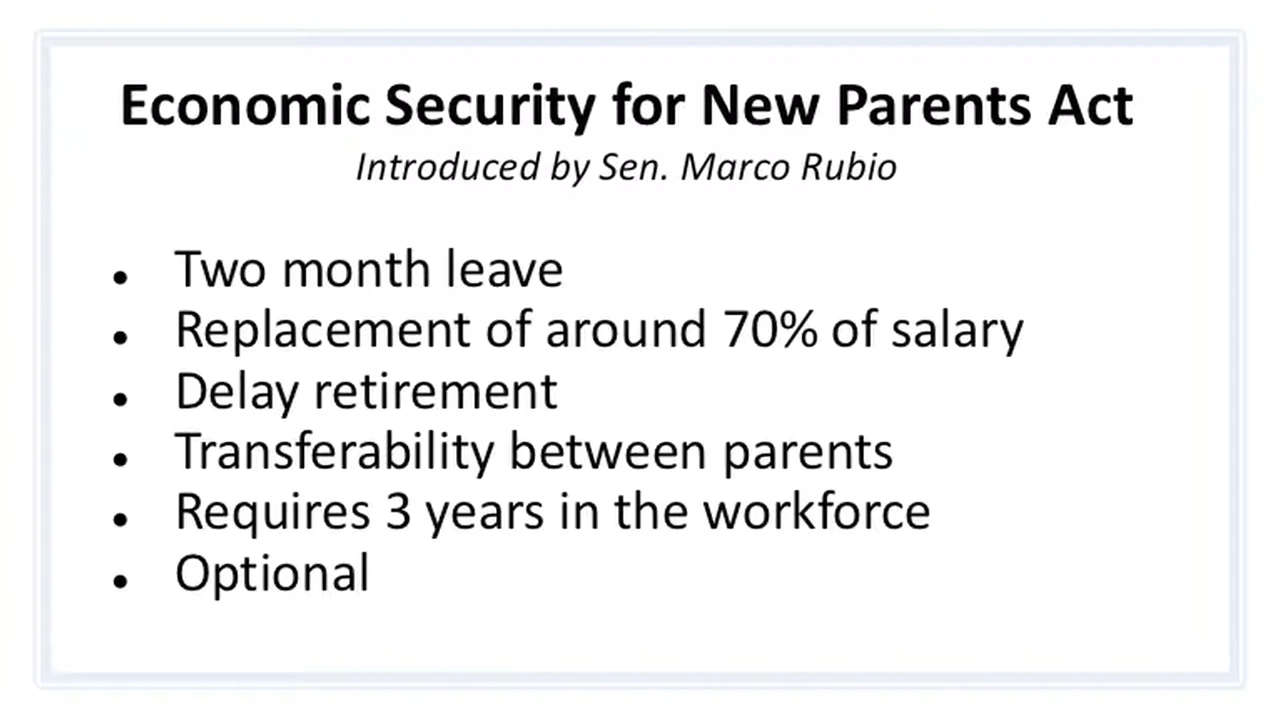 Economic Security for New Parents Act
Introduced by Sen. Marco Rubio
• Two month leave
• Replacement of around 70% of salary
• Delay retirement
• Transferability between parents
• Requires 3 years in the workforce
• Optional